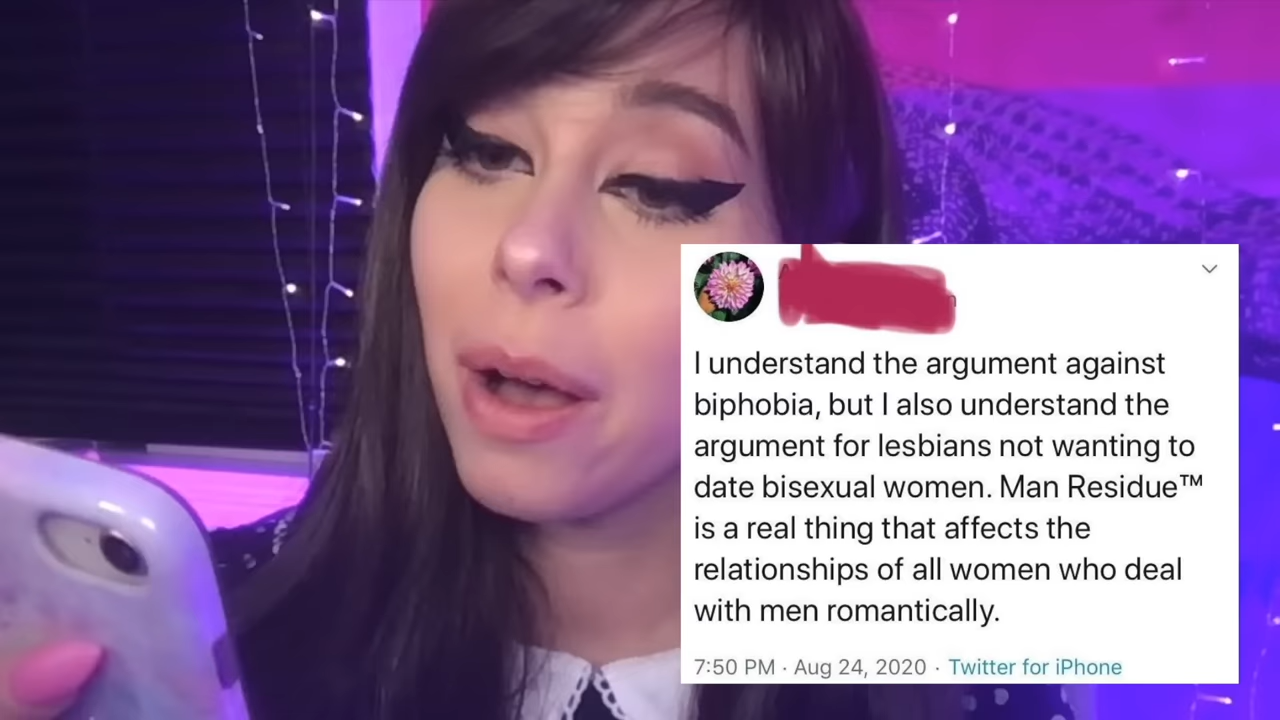 I understand the argument against
biphobia, but I also understand the
argument for lesbians not wanting to
date bisexual women. Man Residue™
is a real thing that affects the
relationships of all women who deal
with men romantically.
7:50 PM · Aug 24, 2020 · Twitter for iPhone